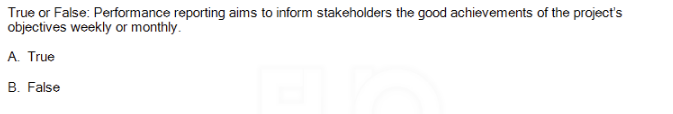 True or False: Performance reporting aims to inform stakeholders the good achievements of the project's
objectives weekly or monthly.
A. True
B. False